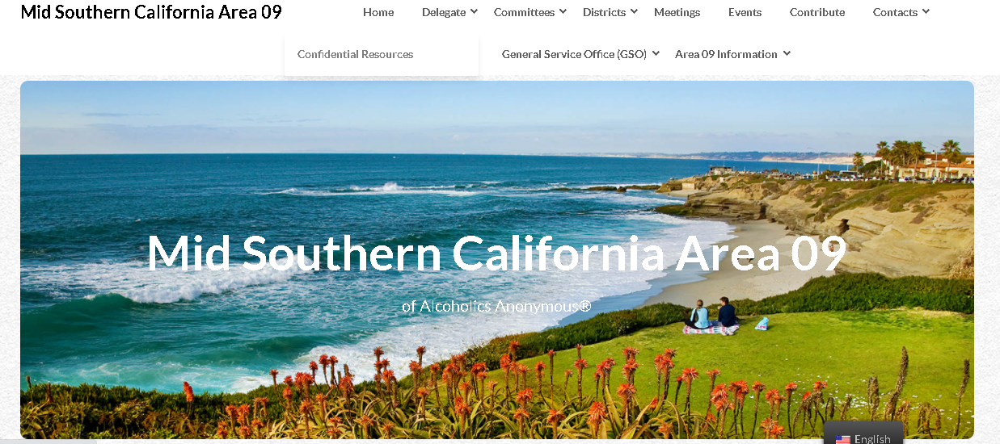 Mid Southern California Area 09
Home Delegate Committees Districts Meetings Events Contribute Contacts
Confidential Resources General Service Office (GSO) Area 09 Information
Mid Southern California Area 09
of Alcoholics Anonymous®
English